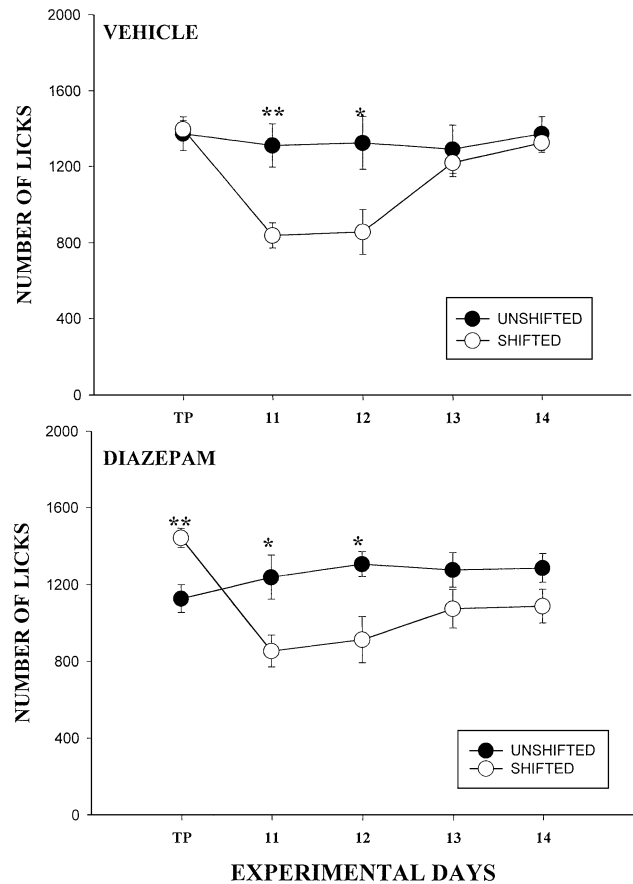 2000
VEHICLE
1600
** *
1200
800
400
0
NUMBER OF LICKS
UNSHIFTED
SHIFTED
TP 11 12 13 14
2000
DIAZEPAM
1600
** * *
1200
800
400
0
NUMBER OF LICKS
UNSHIFTED
SHIFTED
TP 11 12 13 14
EXPERIMENTAL DAYS